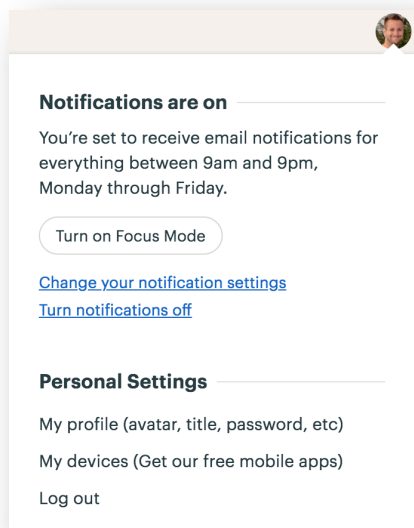 Notifications are on
You’re set to receive email notifications for
everything between 9am and 9pm,
Monday through Friday.
Turn on Focus Mode
Change your notification settings
Turn notifications off
Personal Settings
My profile (avatar, title, password, etc)
My devices (Get our free mobile apps)
Log out